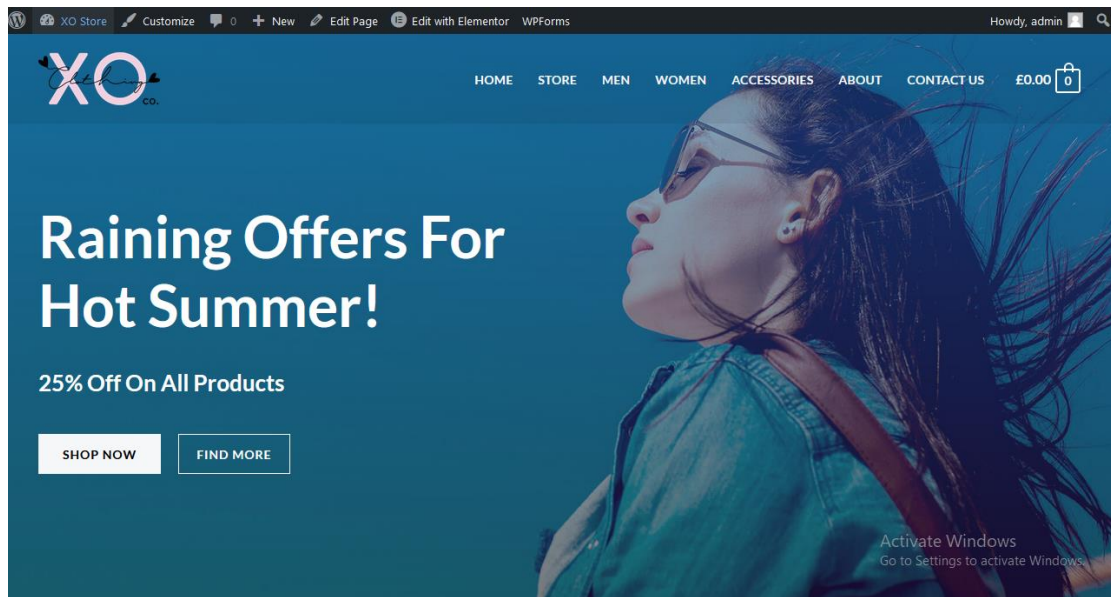 XO Store Customize 0 New Edit Page Edit with Elementor WPForms Howdy, admin
XO
Clothing
CO.
HOME STORE MEN WOMEN ACCESSORIES ABOUT CONTACT US £0.00 0
Raining Offers For
Hot Summer!
25% Off On All Products
SHOP NOW FIND MORE
Activate Windows
Go to Settings to activate Windows.